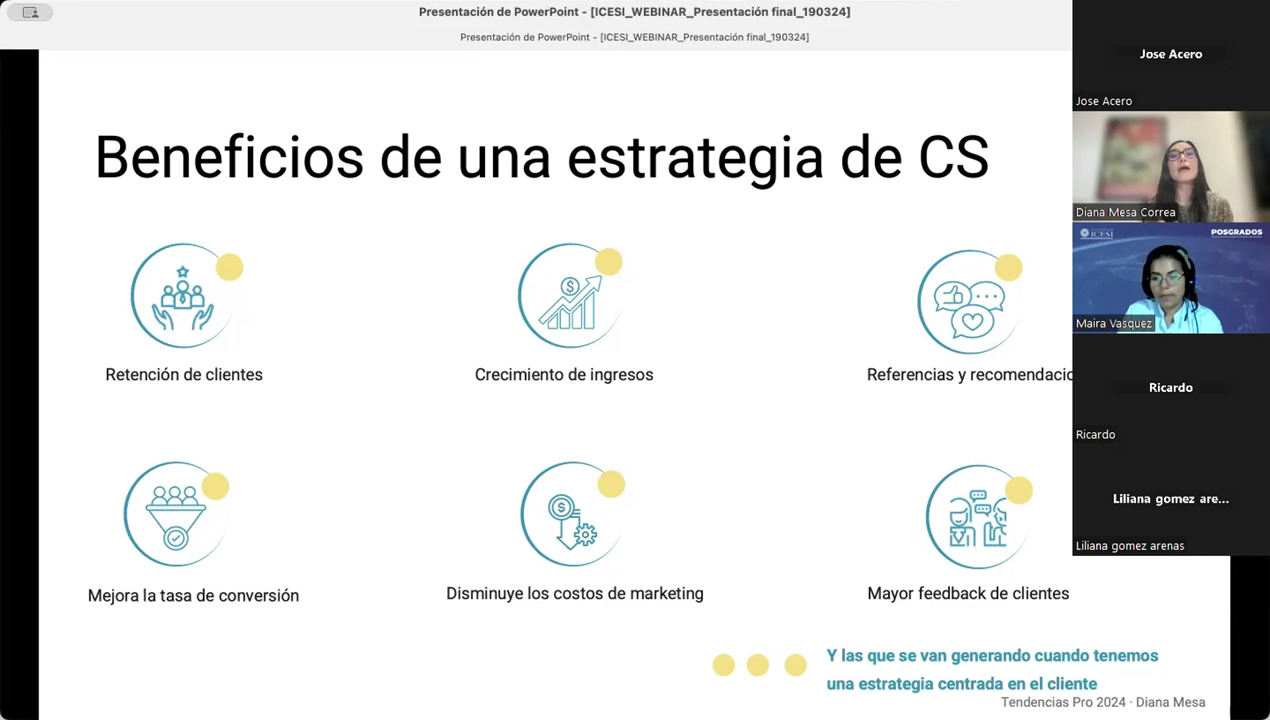 Presentación de PowerPoint - [ICESI_WEBINAR_Presentación final_190324]
Presentación de PowerPoint - [ICESI_WEBINAR_Presentación final_190324]
Beneficios de una estrategia de CS
Retención de clientes
Crecimiento de ingresos
Referencias y recomendacio
Mejora la tasa de conversión
Disminuye los costos de marketing
Mayor feedback de clientes
Y las que se van generando cuando tenemos
una estrategia centrada en el cliente
Tendencias Pro 2024 · Diana Mesa
Jose Acero
Jose Acero
Diana Mesa Correa
ICESI
POSGRADOS
Maira Vasquez
Ricardo
Ricardo
Liliana gomez are...
Liliana gomez arenas